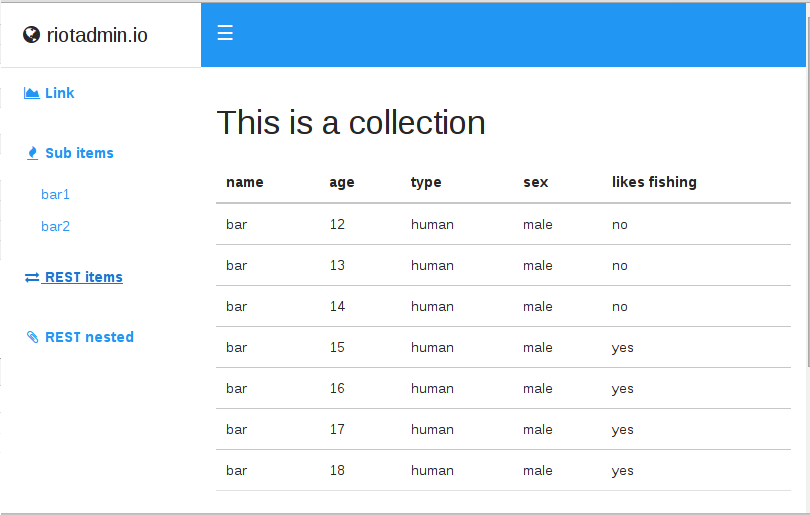 riotadmin.io
Link
Sub items
bar1
bar2
REST items
REST nested
This is a collection
name age type sex likes fishing
bar 12 human male no
bar 13 human male no
bar 14 human male no
bar 15 human male yes
bar 16 human male yes
bar 17 human male yes
bar 18 human male yes